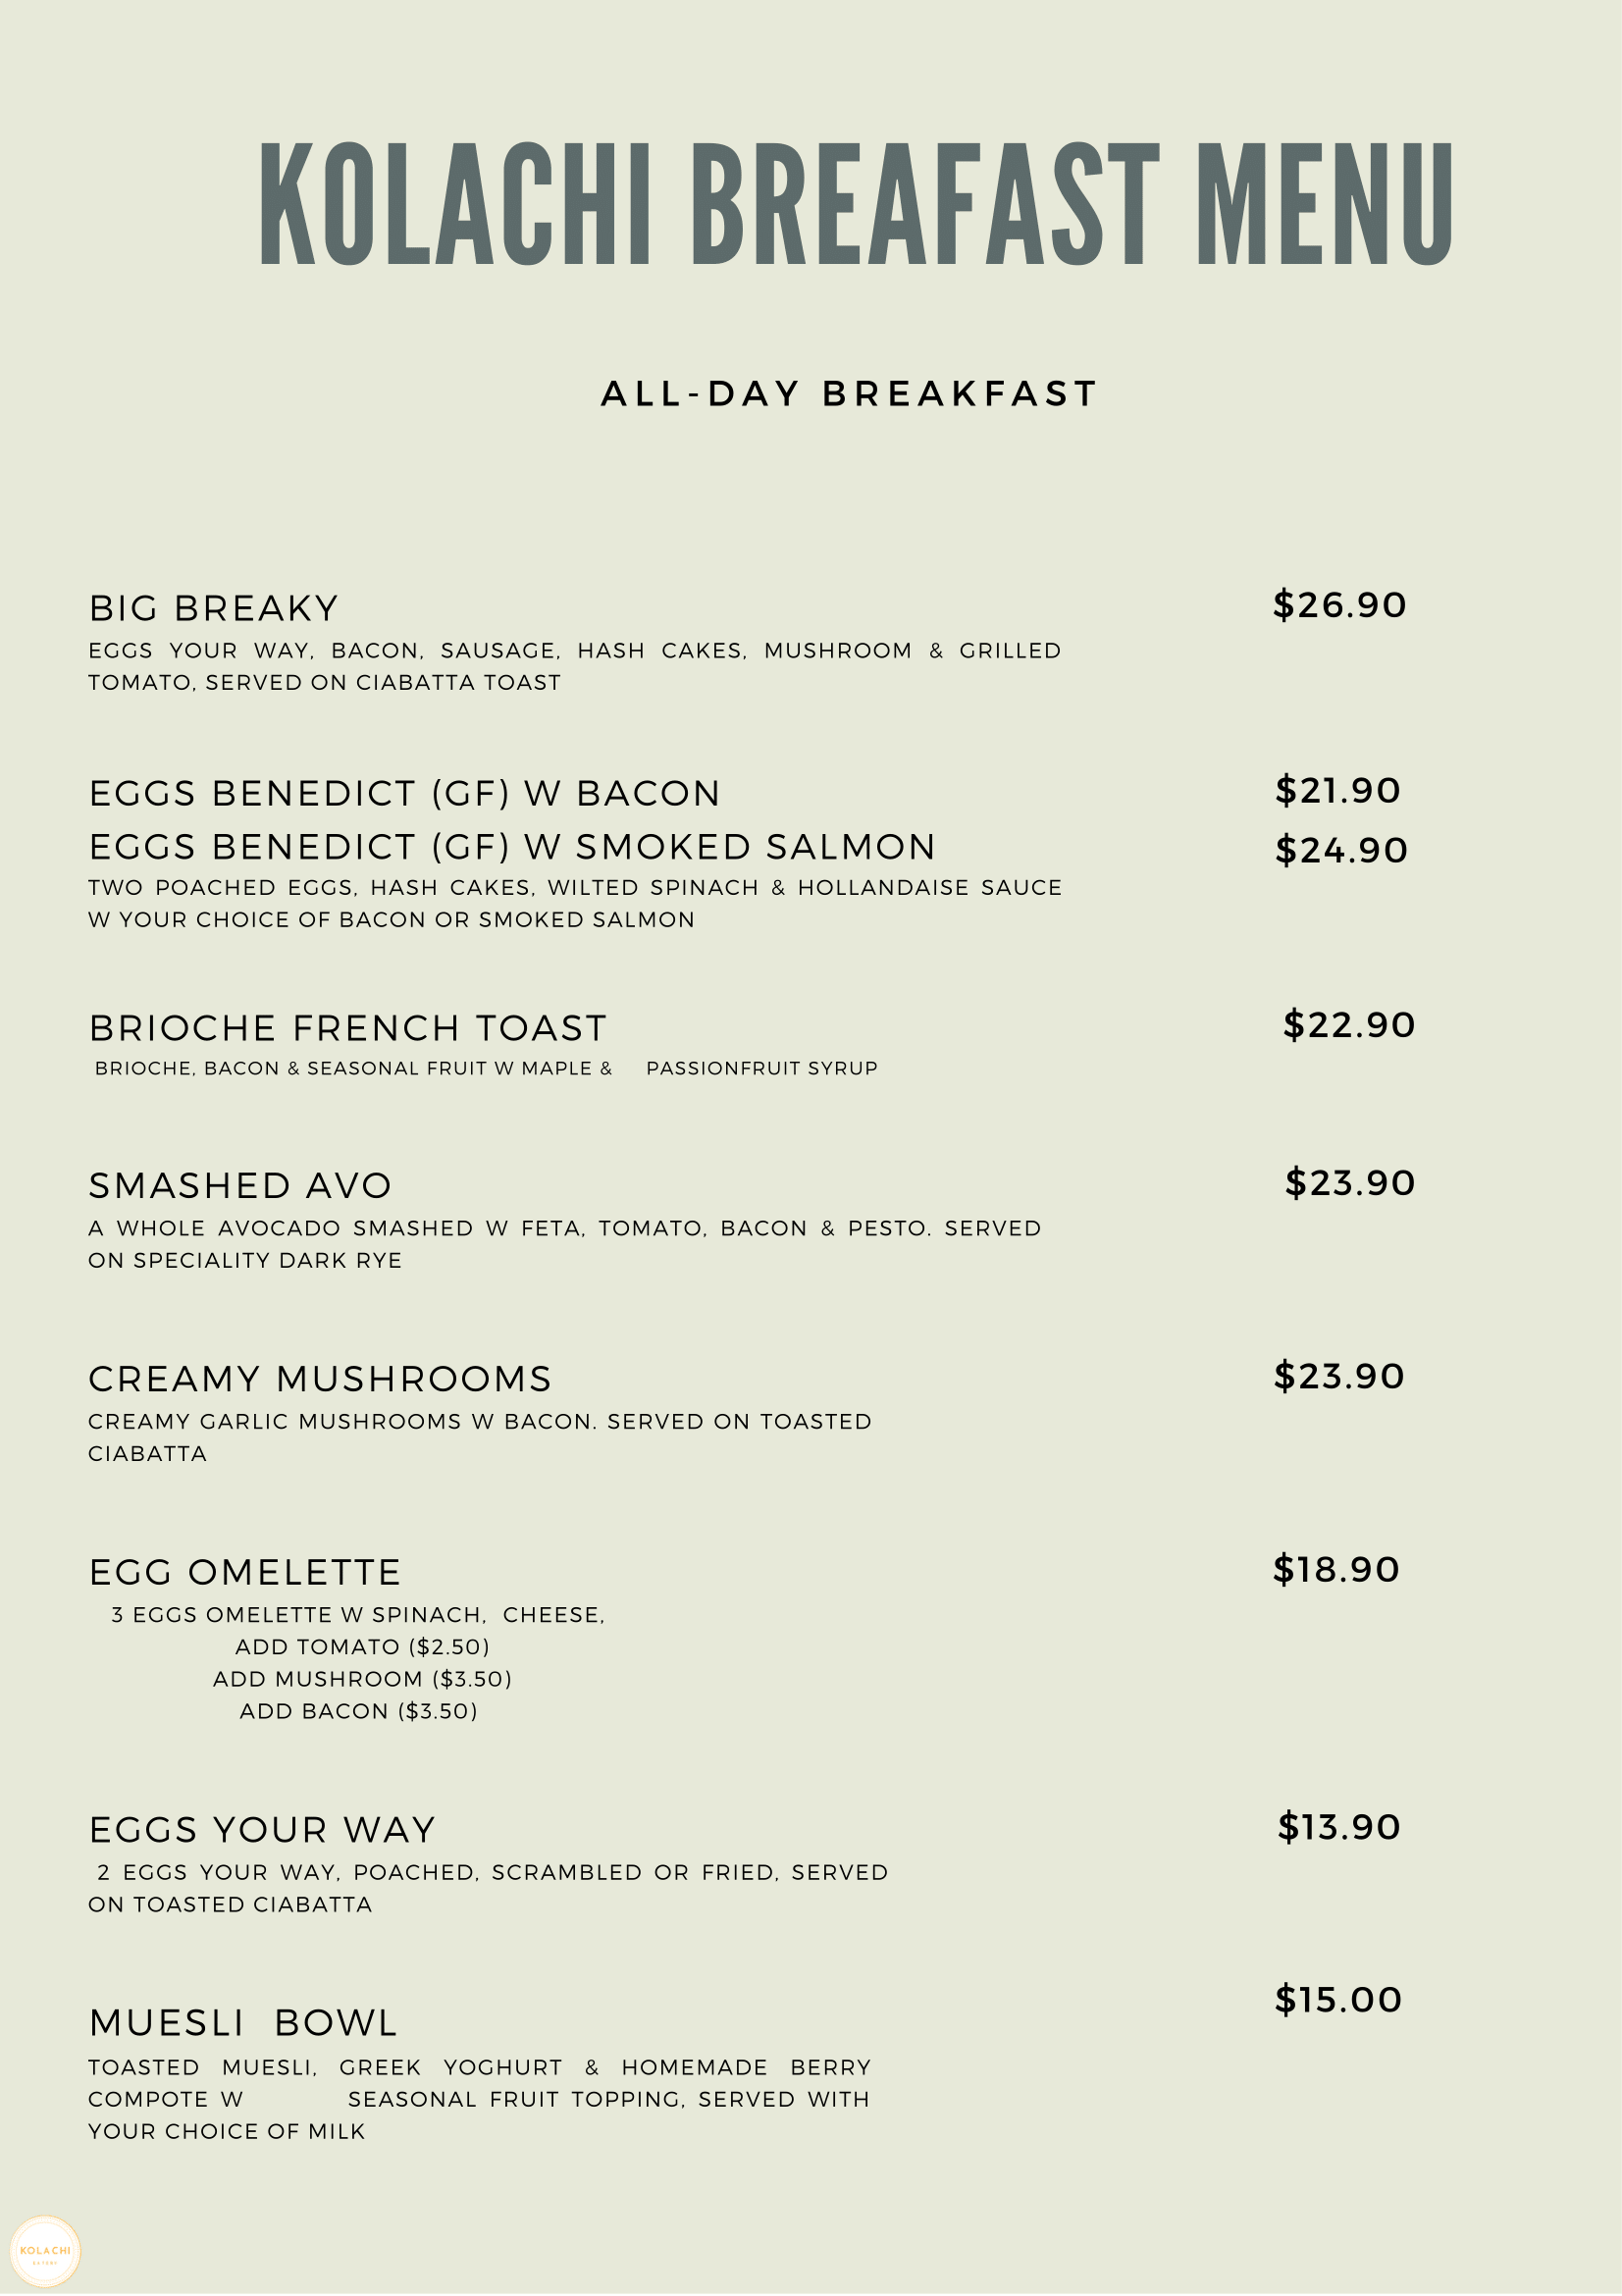 KOLACHI BREAFAST MENU
ALL-DAY BREAKFAST
BIG BREAKY $26.90
EGGS YOUR WAY, BACON, SAUSAGE, HASH CAKES, MUSHROOM & GRILLED
TOMATO, SERVED ON CIABATTA TOAST
EGGS BENEDICT (GF) W BACON $21.90
EGGS BENEDICT (GF) W SMOKED SALMON $24.90
TWO POACHED EGGS, HASH CAKES, WILTED SPINACH & HOLLANDAISE SAUCE
W YOUR CHOICE OF BACON OR SMOKED SALMON
BRIOCHE FRENCH TOAST $22.90
BRIOCHE, BACON & SEASONAL FRUIT W MAPLE & PASSIONFRUIT SYRUP
SMASHED AVO $23.90
A WHOLE AVOCADO SMASHED W FETA, TOMATO, BACON & PESTO. SERVED
ON SPECIALITY DARK RYE
CREAMY MUSHROOMS $23.90
CREAMY GARLIC MUSHROOMS W BACON. SERVED ON TOASTED
CIABATTA
EGG OMELETTE $18.90
3 EGGS OMELETTE W SPINACH, CHEESE,
ADD TOMATO ($2.50)
ADD MUSHROOM ($3.50)
ADD BACON ($3.50)
EGGS YOUR WAY $13.90
2 EGGS YOUR WAY, POACHED, SCRAMBLED OR FRIED, SERVED
ON TOASTED CIABATTA
MUESLI BOWL $15.00
TOASTED MUESLI, GREEK YOGHURT & HOMEMADE BERRY
COMPOTE W SEASONAL FRUIT TOPPING, SERVED WITH
YOUR CHOICE OF MILK
KOLACHI
EATERY